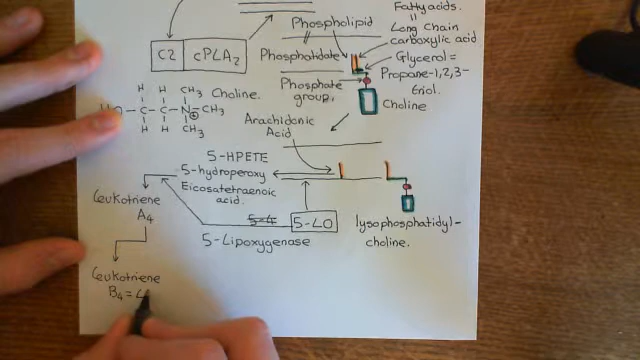 Phospholipid
Fatty acids.
||
Long Chain
carboxylic acid
C2
cPLA2
Phosphatidate
Glycerol =
Propane-1,2,3-
triol.
Phosphate
group.
Choline
Choline.
H H CH3
HO - C - C - N - CH3
H H CH3
Arachidonic
Acid
5-HPETE
5-hydroperoxy
Eicosatetraenoic
acid.
Leukotriene
A4
5-LO
5-Lipoxygenase
lysophosphatidyl-
choline.
Leukotriene
B4 = L